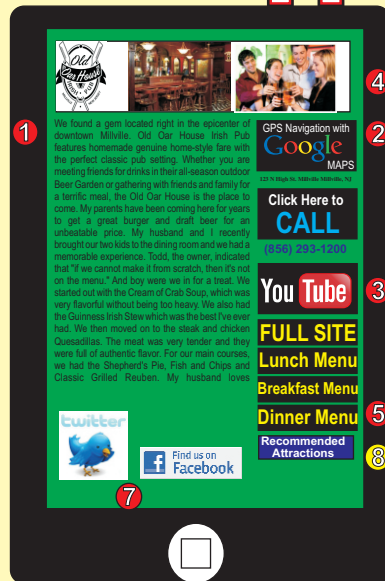 Old
Oar House
IRISH PUB
1
We found a gem located right in the epicenter of
downtown Millville. Old Oar House Irish Pub
features homemade genuine home-style fare with
the perfect classic pub setting. Whether you are
meeting friends for drinks in their all-season outdoor
Beer Garden or gathering with friends and family for
a terrific meal, the Old Oar House is the place to
come. My parents have been coming here for years
to get a great burger and draft beer for an
unbeatable price. My husband and I recently
brought our two kids to the dining room and we had a
memorable experience. Todd, the owner, indicated
that "If we cannot make it from scratch, then it's not
on the menu." And boy were we in for a treat. We
started out with the Cream of Crab Soup, which was
very flavorful without being too heavy. We also had
the Guinness Irish Stew which was the best I've ever
had. We then moved on to the steak and chicken
Quesadillas. The meat was very tender and they
were full of authentic flavor. For our main courses,
we had the Shepherd's Pie, Fish and Chips and
Classic Grilled Reuben. My husband loves
twitter
Find us on
Facebook
7
4
GPS Navigation with
Google
MAPS
2
125 N High St. Millville Millville, NJ
Click Here to
CALL
(856) 293-1200
You Tube
3
FULL SITE
Lunch Menu
Breakfast Menu
Dinner Menu
5
Recommended
Attractions
8